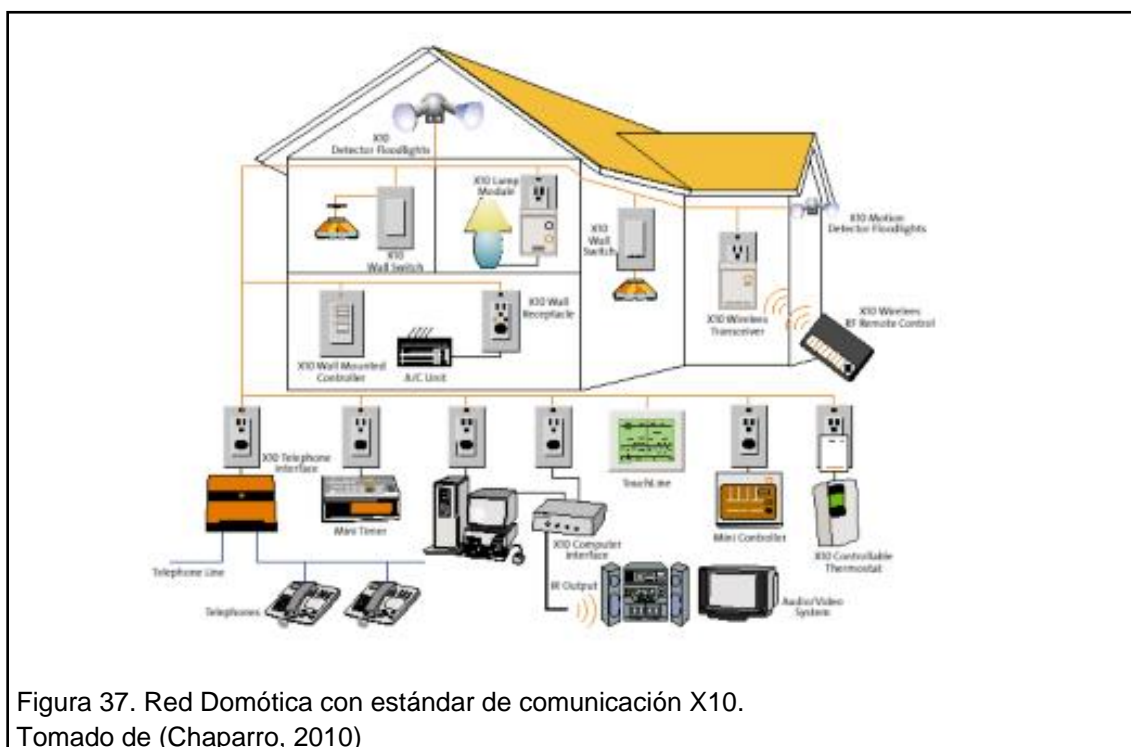 X10
Detector Floodlights
X10 Lamp
Module
X10
Wall Switch
X10
Wall
Switch
X10 Motion
Detector Floodlights
X10 Wall
Receptacle
X10 Wireless
Transceiver
X10 Wireless
RF Remote Control
X10 Wall Mounted
Controller
A/C Unit
X10 Telephone
Interface
Mini Timer
X10 Computer
Interface
TouchLine
Mini Controller
X10 Controllable
Thermostat
Telephone Line
Telephones
IR Output
Audio/Video
System
Figura 37. Red Domótica con estándar de comunicación X10.
Tomado de (Chaparro, 2010)